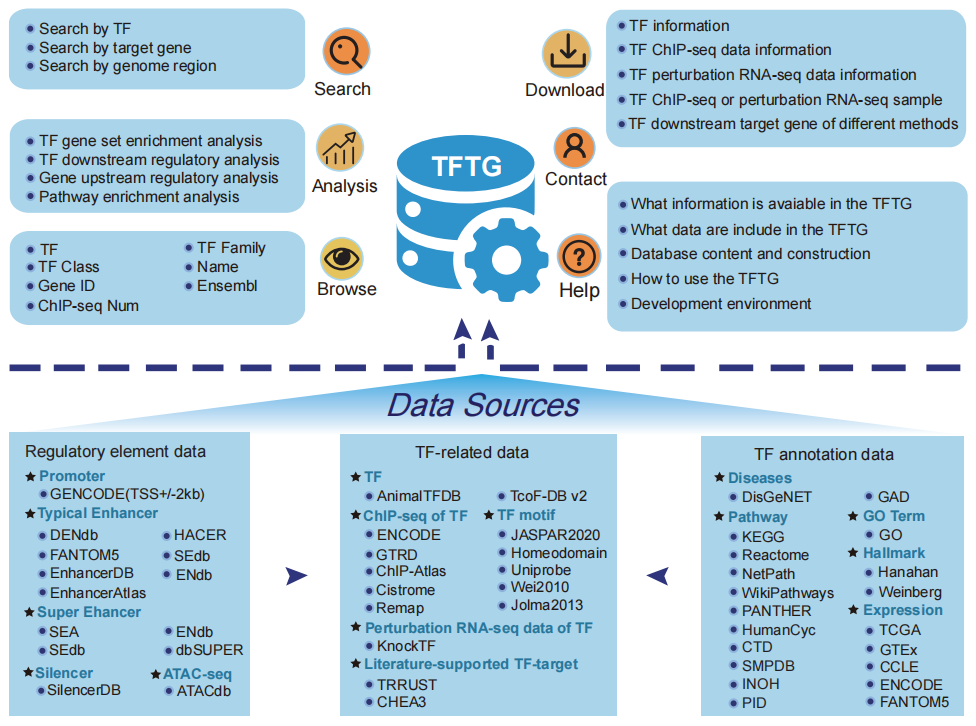 Search by TF
Search by target gene
Search by genome region
Search
TF gene set enrichment analysis
TF downstream regulatory analysis
Gene upstream regulatory analysis
Pathway enrichment analysis
Analysis
TF
TF Class
Gene ID
ChIP-seq Num
TF Family
Name
Ensembl
Browse
TFTG
Download
TF information
TF ChIP-seq data information
TF perturbation RNA-seq data information
TF ChIP-seq or perturbation RNA-seq sample
TF downstream target gene of different methods
Contact
Help
What information is avaiable in the TFTG
What data are include in the TFTG
Database content and construction
How to use the TFTG
Development environment
Data Sources
Regulatory element data
Promoter
GENCODE(TSS+/-2kb)
Typical Enhancer
DENdb
FANTOM5
EnhancerDB
EnhancerAtlas
HACER
SEdb
ENdb
Super Ehancer
SEA
SEdb
ENdb
dbSUPER
Silencer
SilencerDB
ATAC-seq
ATACdb
TF-related data
TF
AnimalTFDB
TcoF-DB v2
ChIP-seq of TF
ENCODE
GTRD
ChIP-Atlas
Cistrome
Remap
TF motif
JASPAR2020
Homeodomain
Uniprobe
Wei2010
Jolma2013
Perturbation RNA-seq data of TF
KnockTF
Literature-supported TF-target
TRRUST
CHEA3
TF annotation data
Diseases
DisGeNET
GAD
Pathway
KEGG
Reactome
NetPath
WikiPathways
PANTHER
HumanCyc
CTD
SMPDB
INOH
PID
GO Term
GO
Hallmark
Hanahan
Weinberg
Expression
TCGA
GTEx
CCLE
ENCODE
FANTOM5